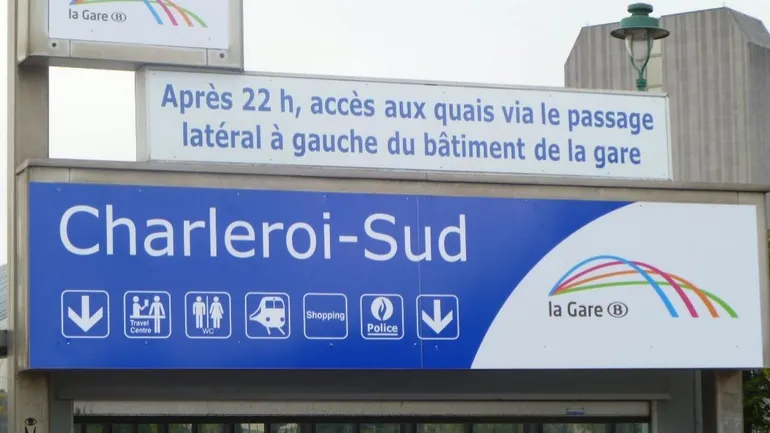 la Gare B
Après 22 h, accès aux quais via le passage
latéral à gauche du bâtiment de la gare
Charleroi-Sud
Travel
Centre
WC
Shopping
Police
la Gare B